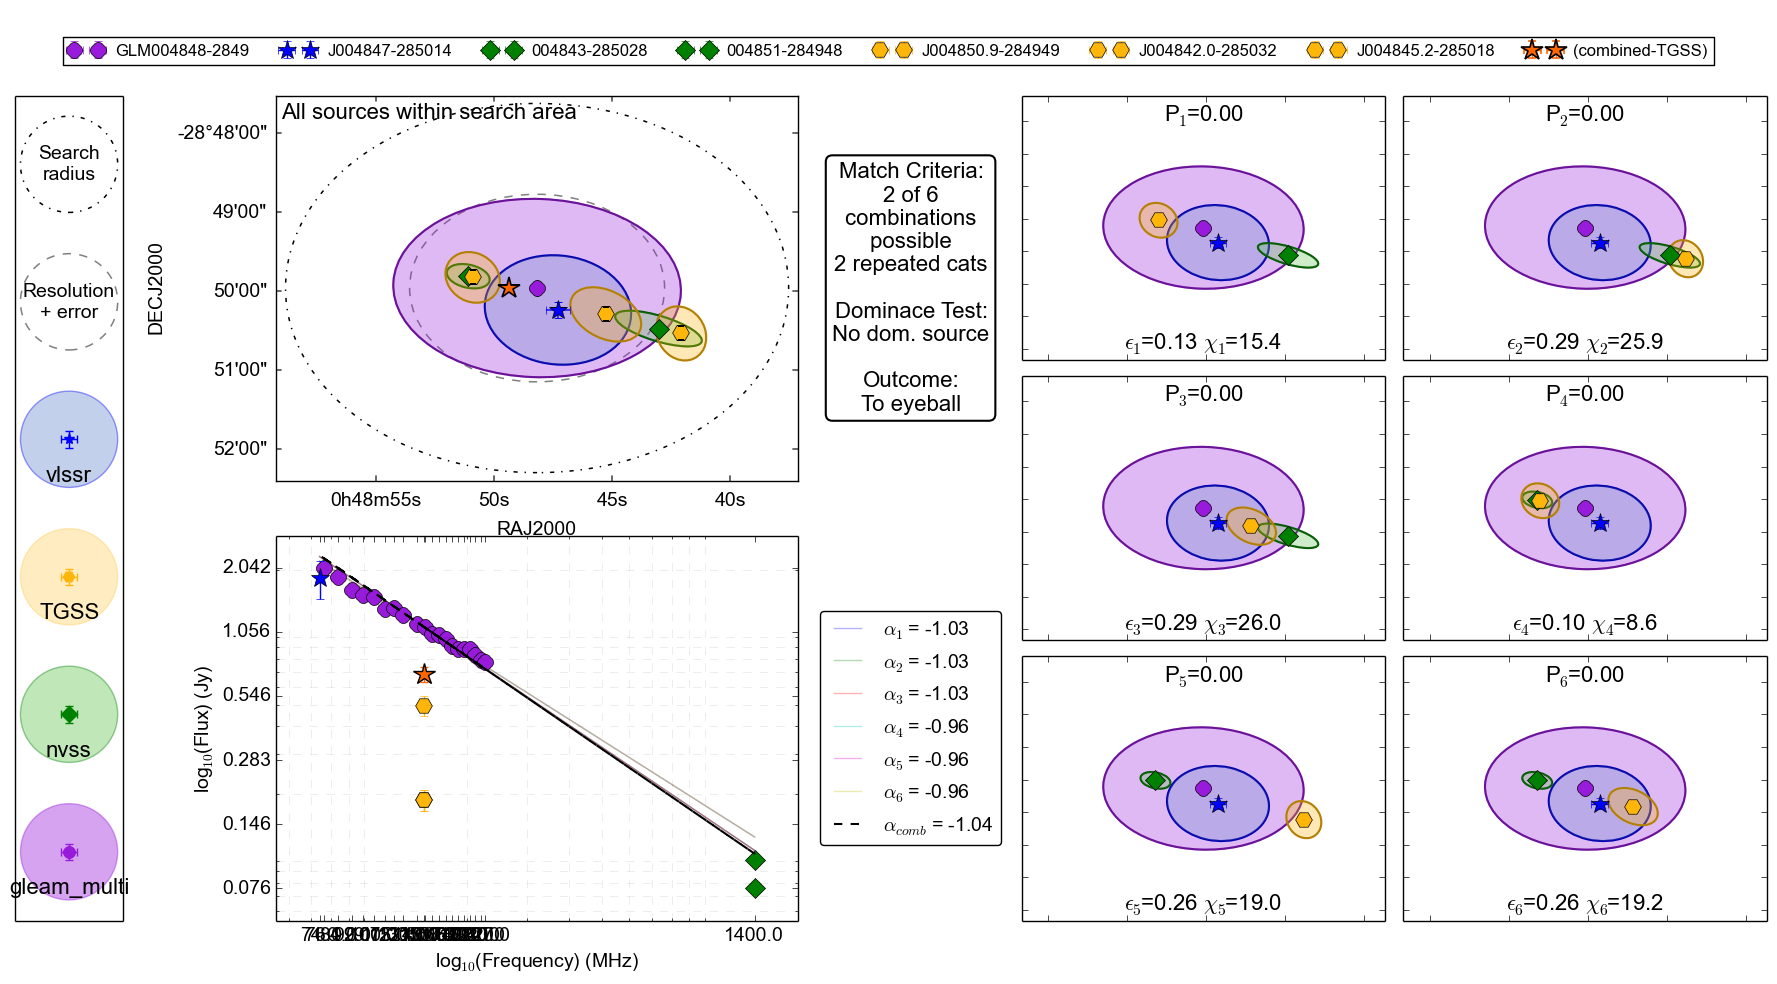 GLM004848-2849 J004847-285014 004843-285028 004851-284948 J004850.9-284949 J004842.0-285032 J004845.2-285018 (combined-TGSS)
Search
radius
Resolution
+ error
vlssr
TGSS
nvss
gleam_multi
All sources within search area
DECJ2000
-28°48'00"
49'00"
50'00"
51'00"
52'00"
0h48m55s 50s 45s 40s
RAJ2000
Match Criteria:
2 of 6
combinations
possible
2 repeated cats
Dominace Test:
No dom. source
Outcome:
To eyeball
log10(Flux) (Jy)
2.042
1.056
0.546
0.283
0.146
0.076
1400.0
log10(Frequency) (MHz)
α1 = -1.03
α2 = -1.03
α3 = -1.03
α4 = -0.96
α5 = -0.96
α6 = -0.96
αcomb = -1.04
P1=0.00
ϵ1=0.13 χ1=15.4
P2=0.00
ϵ2=0.29 χ2=25.9
P3=0.00
ϵ3=0.29 χ3=26.0
P4=0.00
ϵ4=0.10 χ4=8.6
P5=0.00
ϵ5=0.26 χ5=19.0
P6=0.00
ϵ6=0.26 χ6=19.2